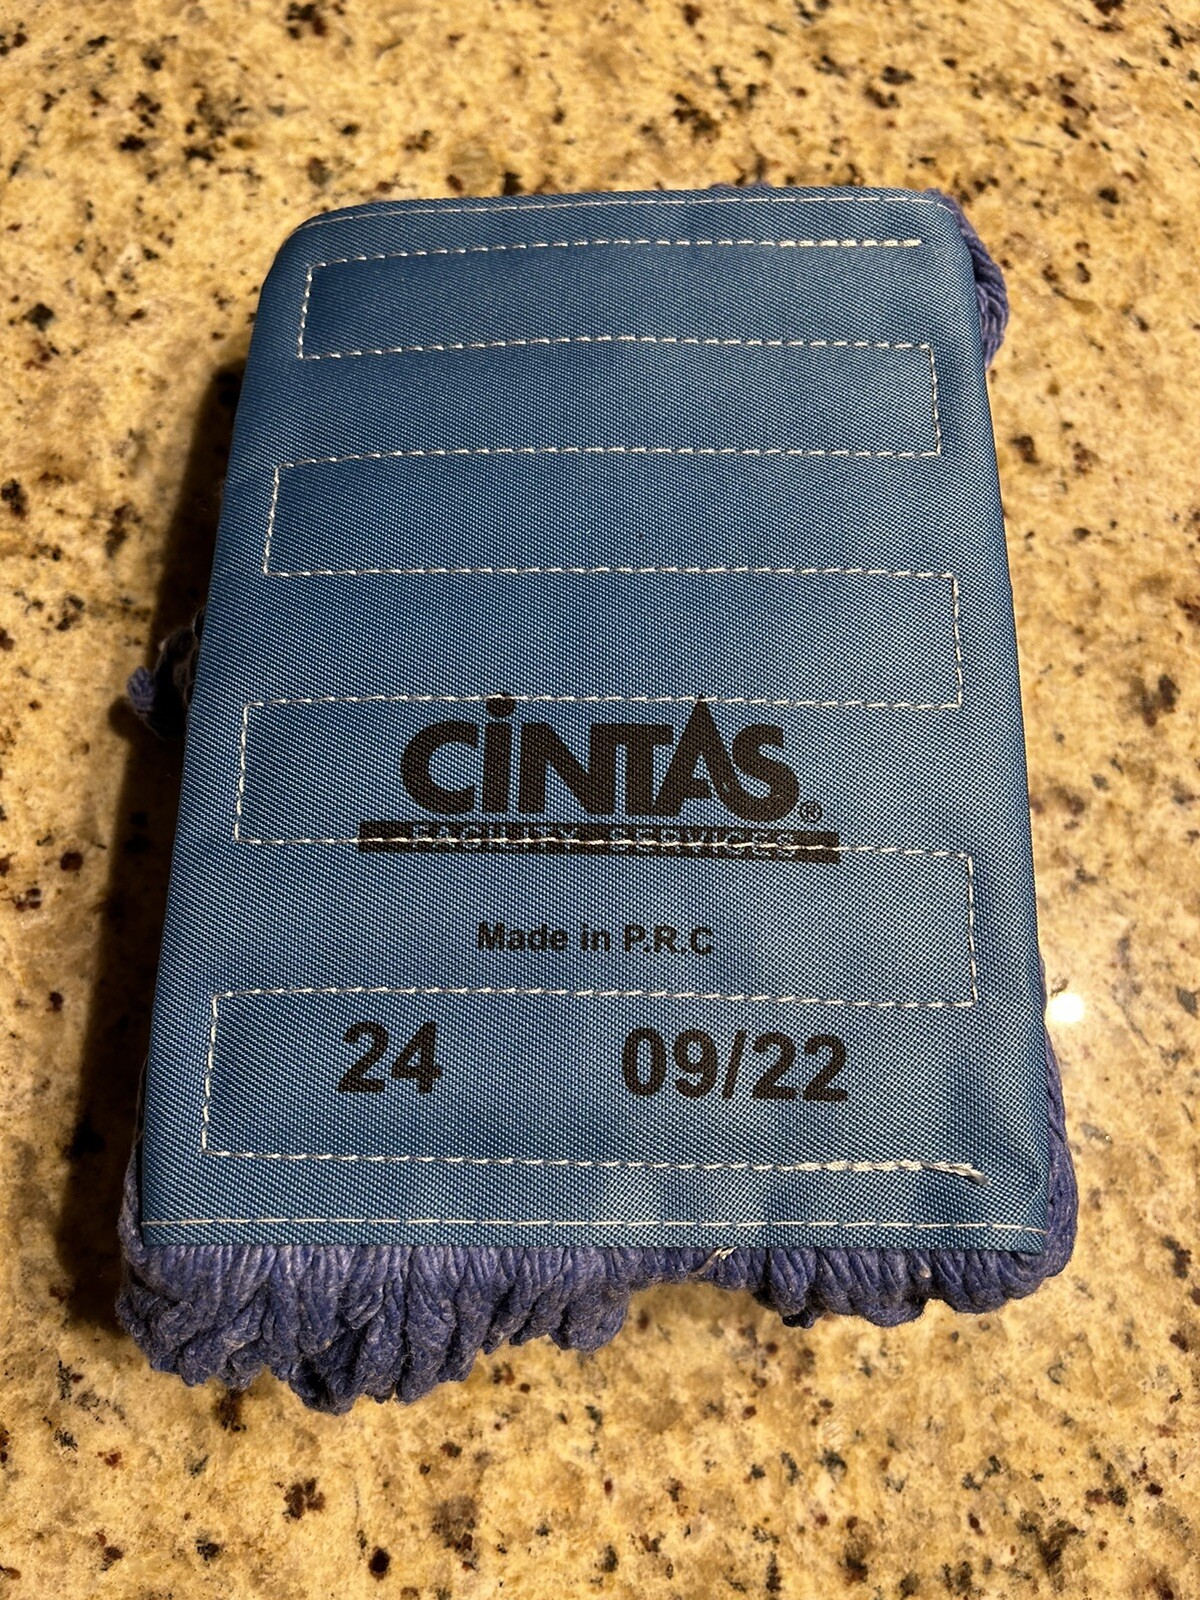 CiNTAS®
FACILITY SERVICES
Made in P.R.C
24 09/22